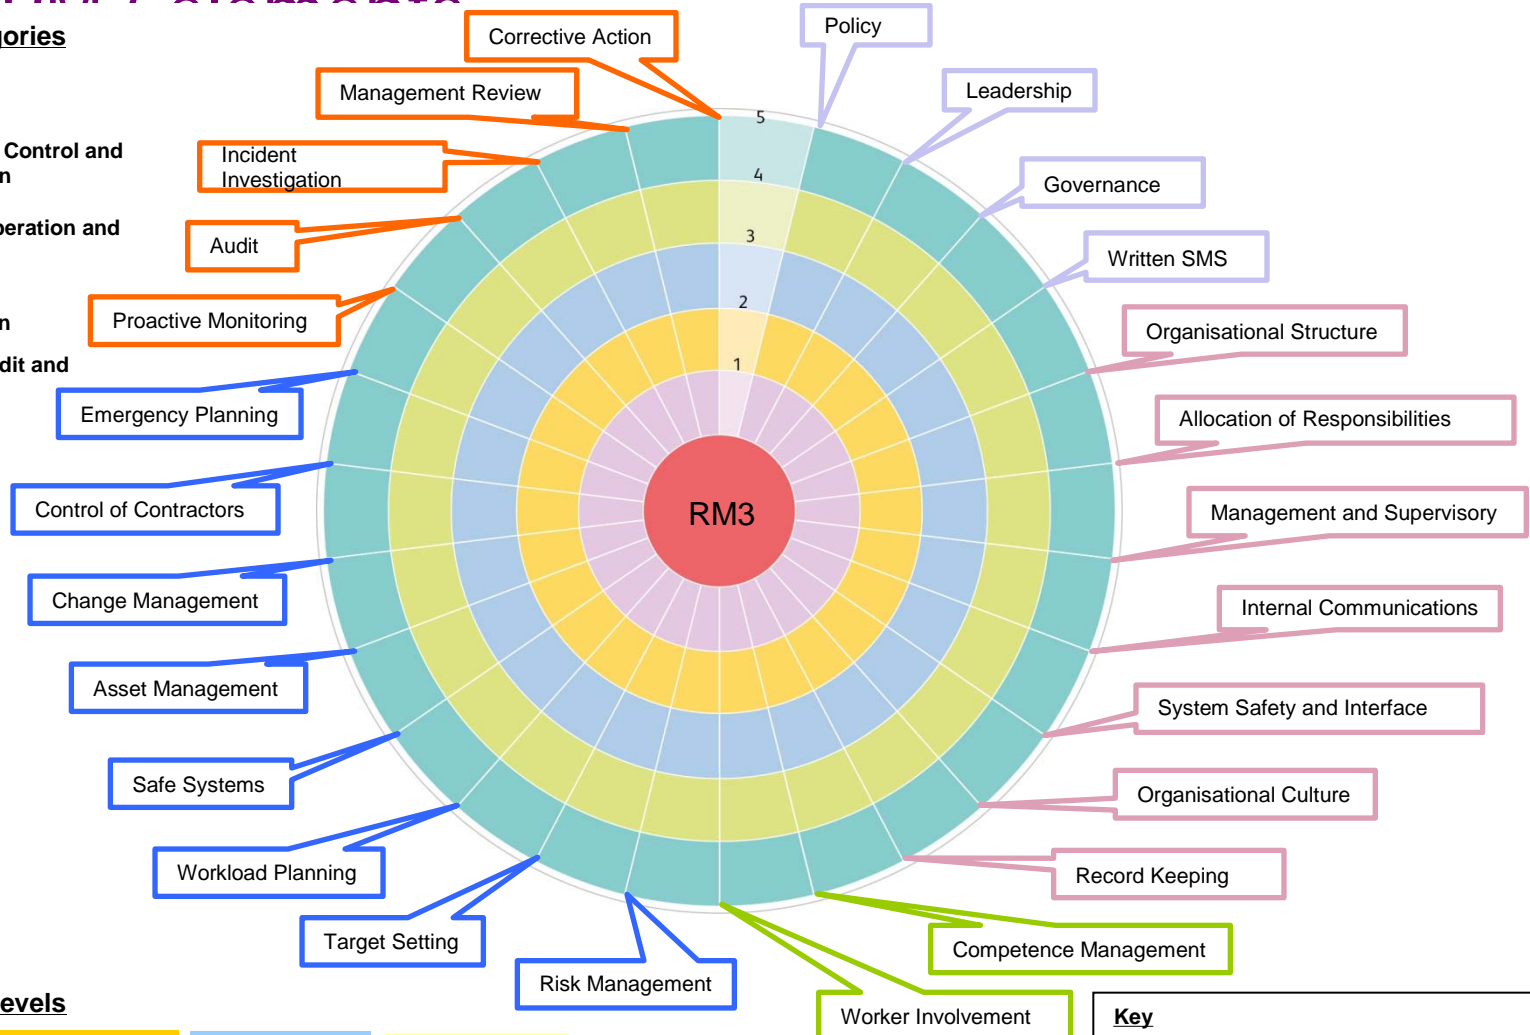 gories
Control and
n
peration and
n
dit and
evels
Corrective Action
Policy
Management Review
Leadership
Incident
Investigation
Governance
Audit
Written SMS
Proactive Monitoring
Organisational Structure
Emergency Planning
Allocation of Responsibilities
Control of Contractors
Management and Supervisory
Change Management
Internal Communications
Asset Management
System Safety and Interface
Safe Systems
Organisational Culture
Workload Planning
Record Keeping
Target Setting
Competence Management
Risk Management
Worker Involvement
5
4
3
2
1
RM3
Key